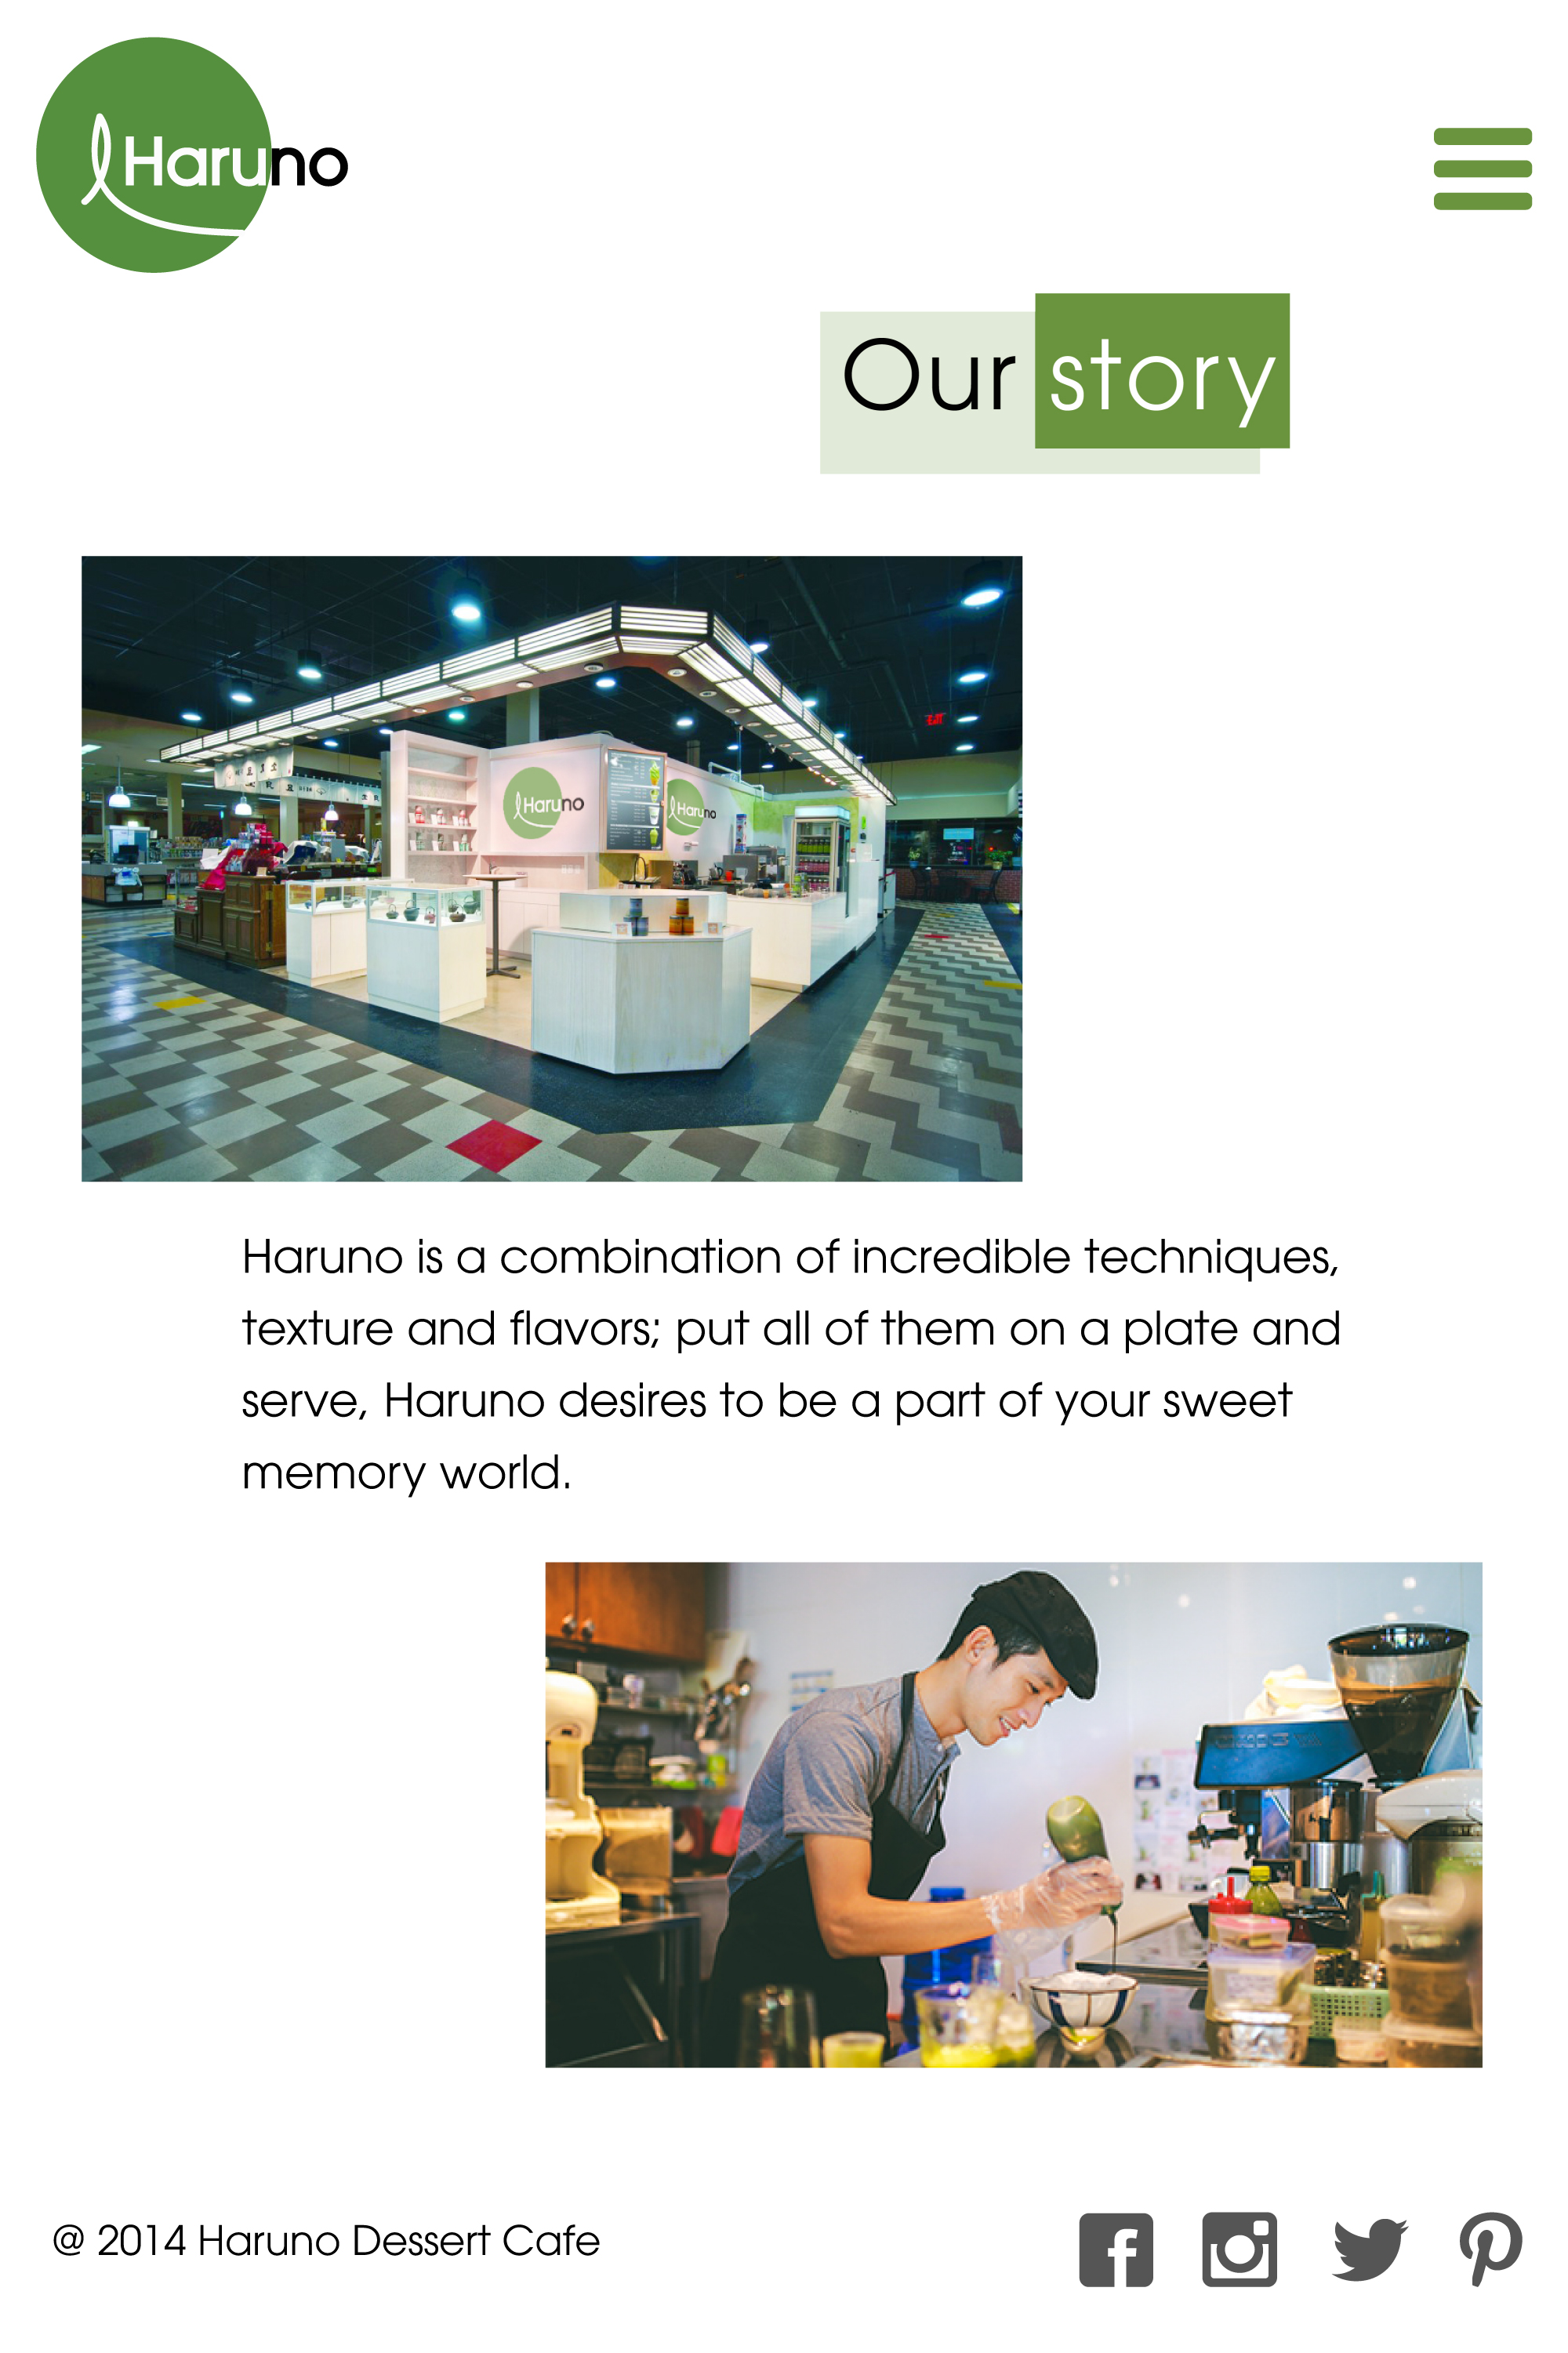 Haruno
Our story
Haruno
Haruno
Haruno is a combination of incredible techniques,
texture and flavors; put all of them on a plate and
serve, Haruno desires to be a part of your sweet
memory world.
@ 2014 Haruno Dessert Cafe